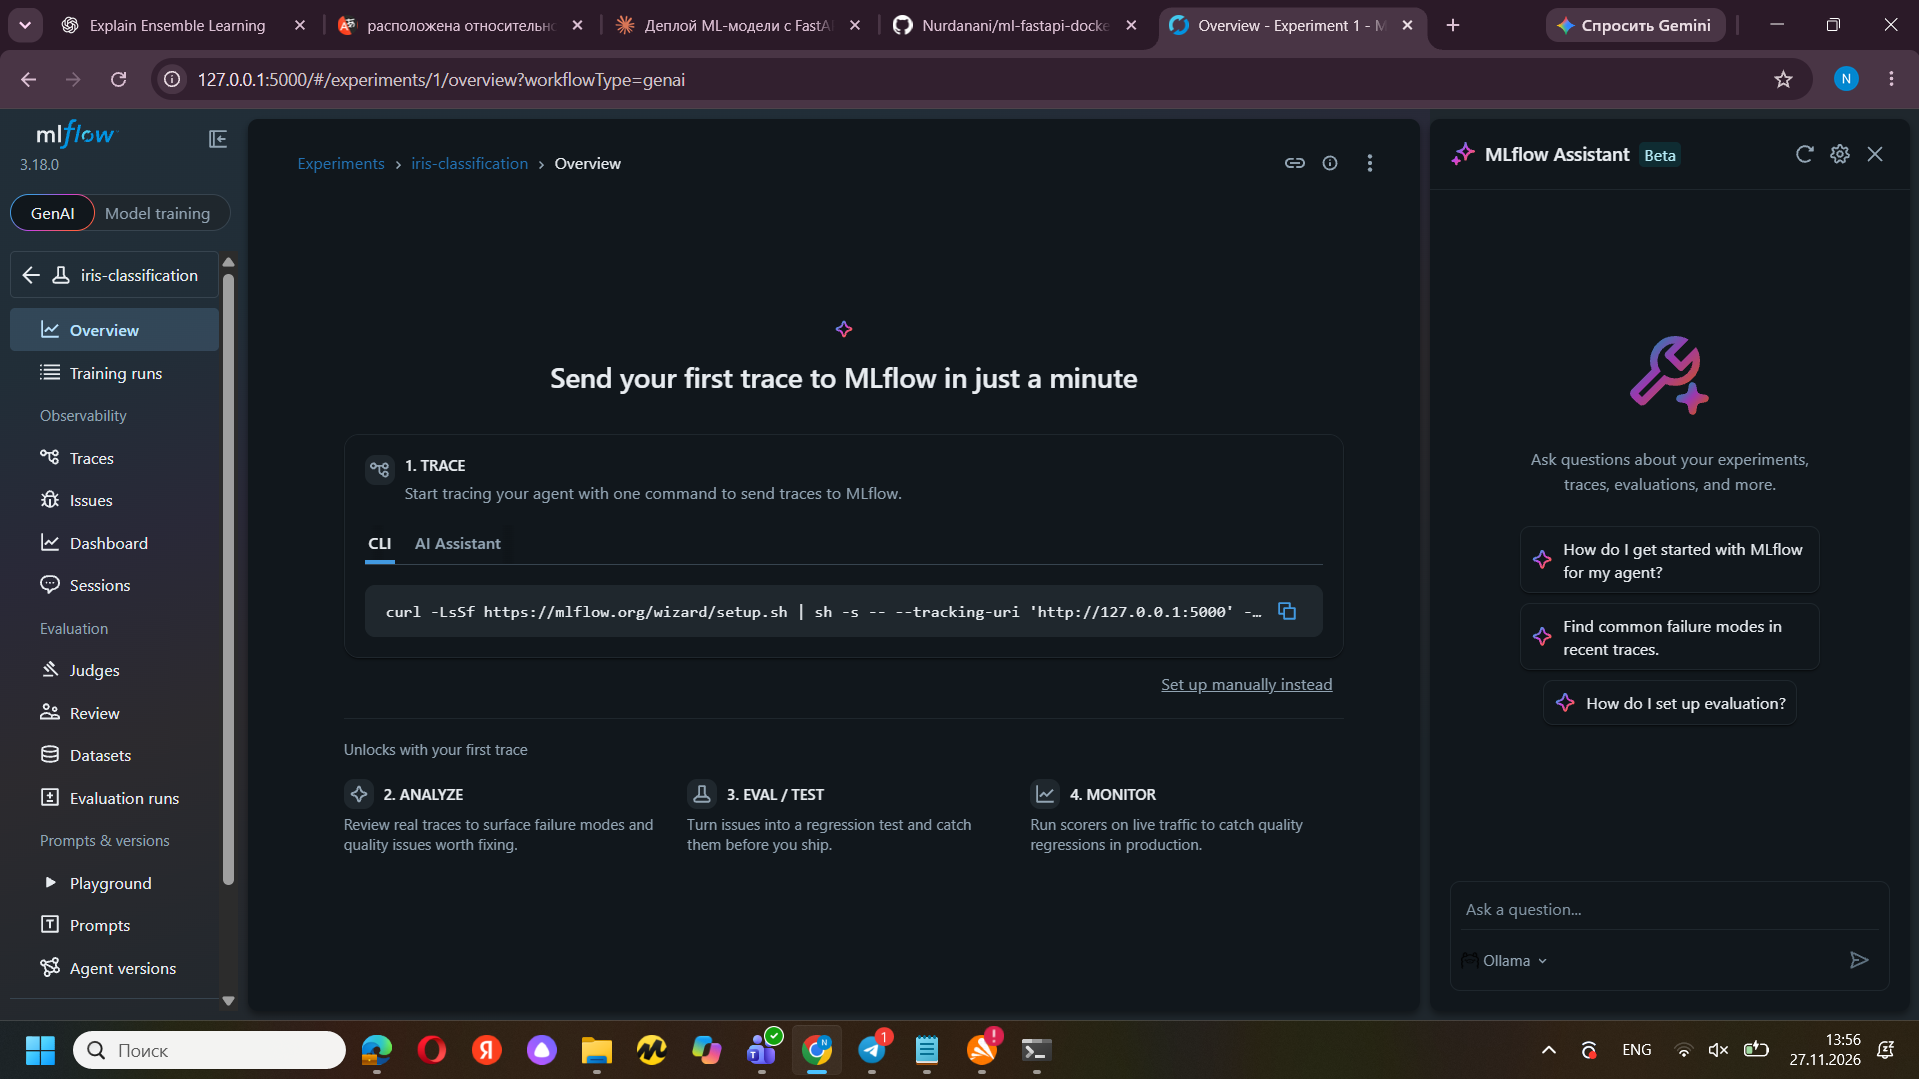 Explain Ensemble Learning
расположена относительно
Деплой ML-модели с FastAI
Nurdanani/ml-fastapi-docke
Overview - Experiment 1 - M
Спросить Gemini
127.0.0.1:5000/#/experiments/1/overview?workflowType=genai
N
mlflow
3.18.0
GenAI
Model training
iris-classification
Overview
Training runs
Observability
Traces
Issues
Dashboard
Sessions
Evaluation
Judges
Review
Datasets
Evaluation runs
Prompts & versions
Playground
Prompts
Agent versions
Experiments › iris-classification › Overview
Send your first trace to MLflow in just a minute
1. TRACE
Start tracing your agent with one command to send traces to MLflow.
CLI
AI Assistant
curl -LsSf https://mlflow.org/wizard/setup.sh | sh -s -- --tracking-uri 'http://127.0.0.1:5000' -…
Set up manually instead
Unlocks with your first trace
2. ANALYZE
Review real traces to surface failure modes and
quality issues worth fixing.
3. EVAL / TEST
Turn issues into a regression test and catch
them before you ship.
4. MONITOR
Run scorers on live traffic to catch quality
regressions in production.
MLflow Assistant
Beta
Ask questions about your experiments,
traces, evaluations, and more.
How do I get started with MLflow
for my agent?
Find common failure modes in
recent traces.
How do I set up evaluation?
Ask a question...
Ollama
Поиск
1
ENG
13:56
27.11.2026